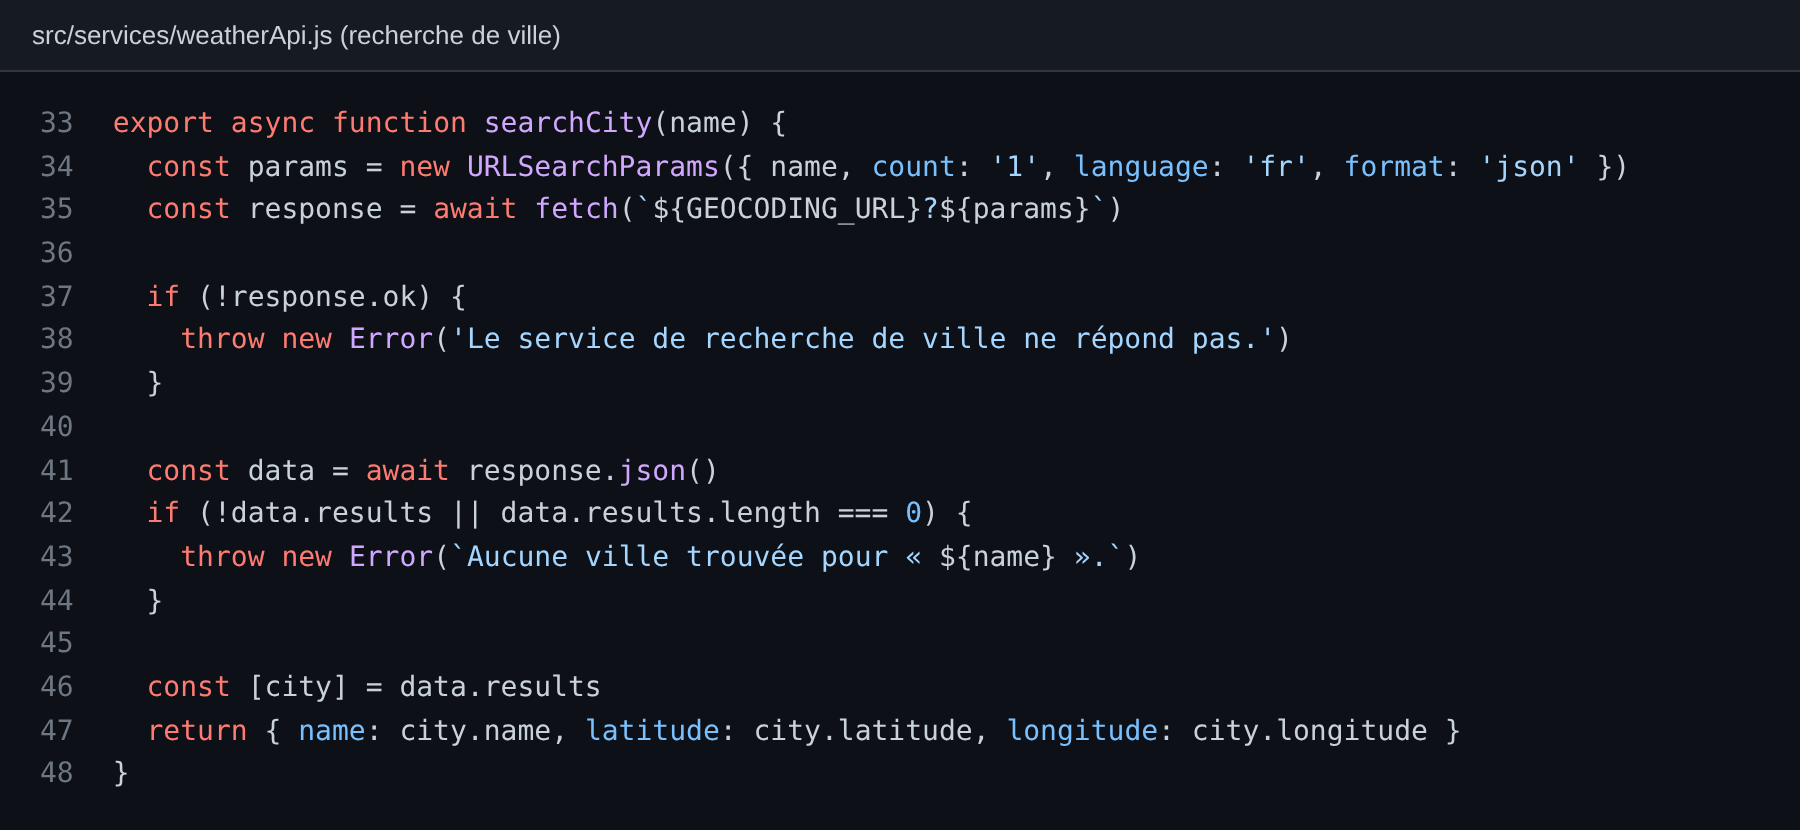 src/services/weatherApi.js (recherche de ville)
33 export async function searchCity(name) {
34   const params = new URLSearchParams({ name, count: '1', language: 'fr', format: 'json' })
35   const response = await fetch(`${GEOCODING_URL}?${params}`)
36
37   if (!response.ok) {
38     throw new Error('Le service de recherche de ville ne répond pas.')
39   }
40
41   const data = await response.json()
42   if (!data.results || data.results.length === 0) {
43     throw new Error(`Aucune ville trouvée pour « ${name} ».`)
44   }
45
46   const [city] = data.results
47   return { name: city.name, latitude: city.latitude, longitude: city.longitude }
48 }